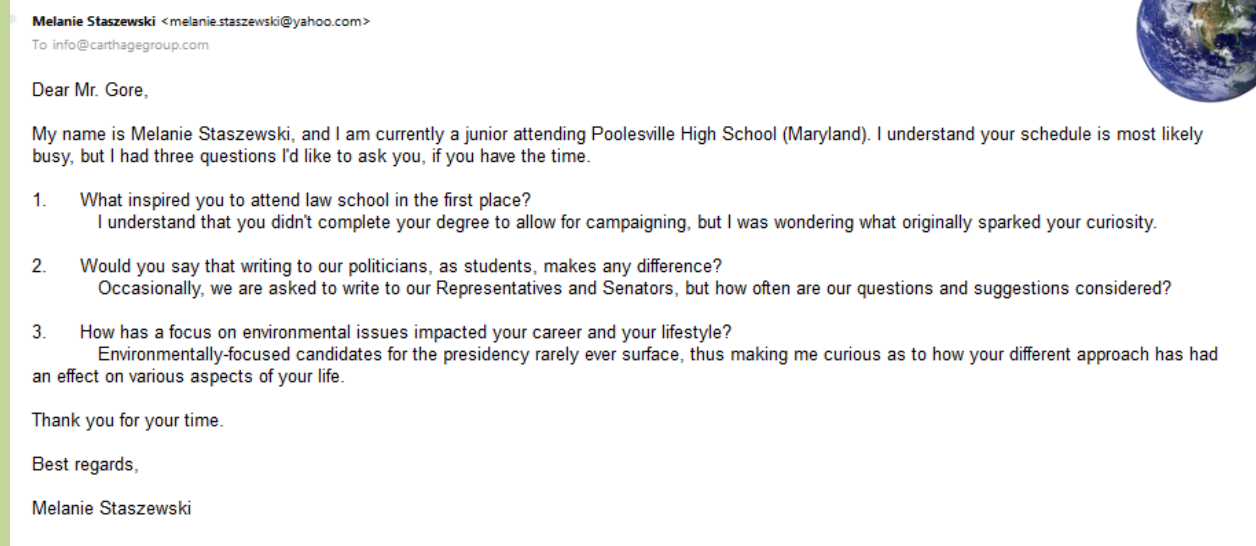 Melanie Staszewski <melanie.staszewski@yahoo.com>
To info@carthagegroup.com
Dear Mr. Gore,
My name is Melanie Staszewski, and I am currently a junior attending Poolesville High School (Maryland). I understand your schedule is most likely
busy, but I had three questions I'd like to ask you, if you have the time.
1. What inspired you to attend law school in the first place?
I understand that you didn't complete your degree to allow for campaigning, but I was wondering what originally sparked your curiosity.
2. Would you say that writing to our politicians, as students, makes any difference?
Occasionally, we are asked to write to our Representatives and Senators, but how often are our questions and suggestions considered?
3. How has a focus on environmental issues impacted your career and your lifestyle?
Environmentally-focused candidates for the presidency rarely ever surface, thus making me curious as to how your different approach has had
an effect on various aspects of your life.
Thank you for your time.
Best regards,
Melanie Staszewski